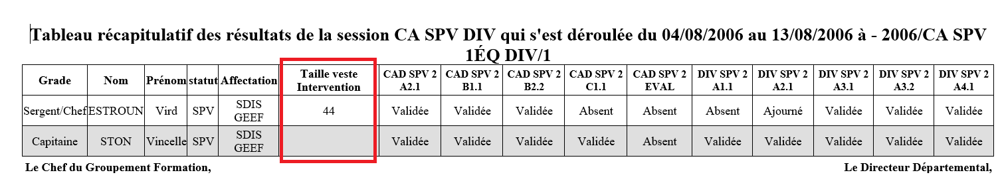 Tableau récapitulatif des résultats de la session CA SPV DIV qui s'est déroulée du 04/08/2006 au 13/08/2006 à - 2006/CA SPV
1ÉQ DIV/1
Grade Nom Prénom statut Affectation Taille veste Intervention CAD SPV 2 A2.1 CAD SPV 2 B1.1 CAD SPV 2 B2.2 CAD SPV 2 C1.1 CAD SPV 2 EVAL DIV SPV 2 A1.1 DIV SPV 2 A2.1 DIV SPV 2 A3.1 DIV SPV 2 A3.2 DIV SPV 2 A4.1
Sergent/Chef ESTROUN Vird SPV SDIS GEEF 44 Validée Validée Validée Absent Absent Absent Ajourné Validée Validée Validée
Capitaine STON Vincelle SPV SDIS GEEF Validée Validée Validée Validée Absent Validée Validée Validée Validée Validée
Le Chef du Groupement Formation, Le Directeur Départemental,